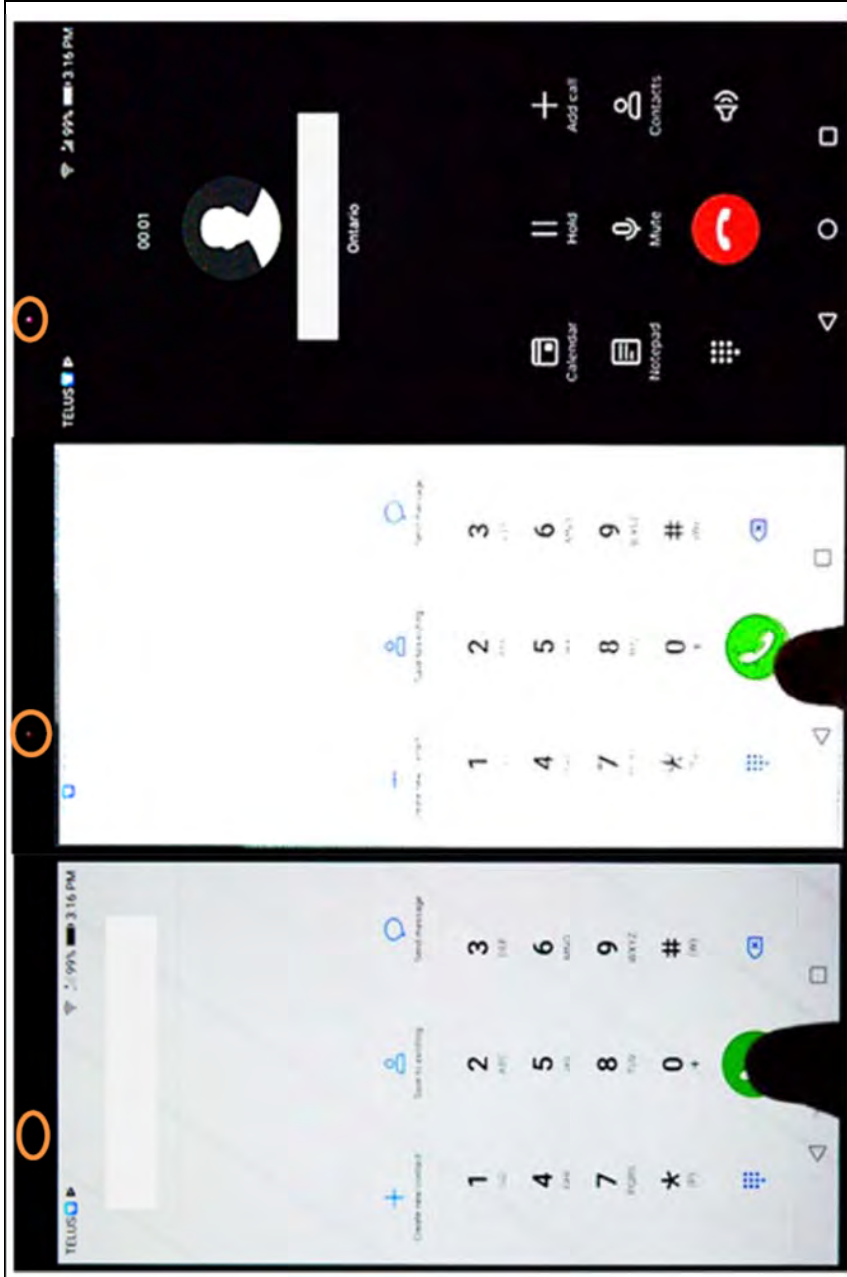 TELUS 99% 3:16 PM
Create new contact Save to existing Send message
1 2 3
ABC DEF
4 5 6
7 8 9
PQRS TUV WXYZ
* 0 #
(P) + (W)
Send message
1 2 3
4 5 6
7 8 9
* 0 #
TELUS 99% 3:16 PM
00:01
Ontario
Calendar Hold Add call
Notepad Mute Contacts